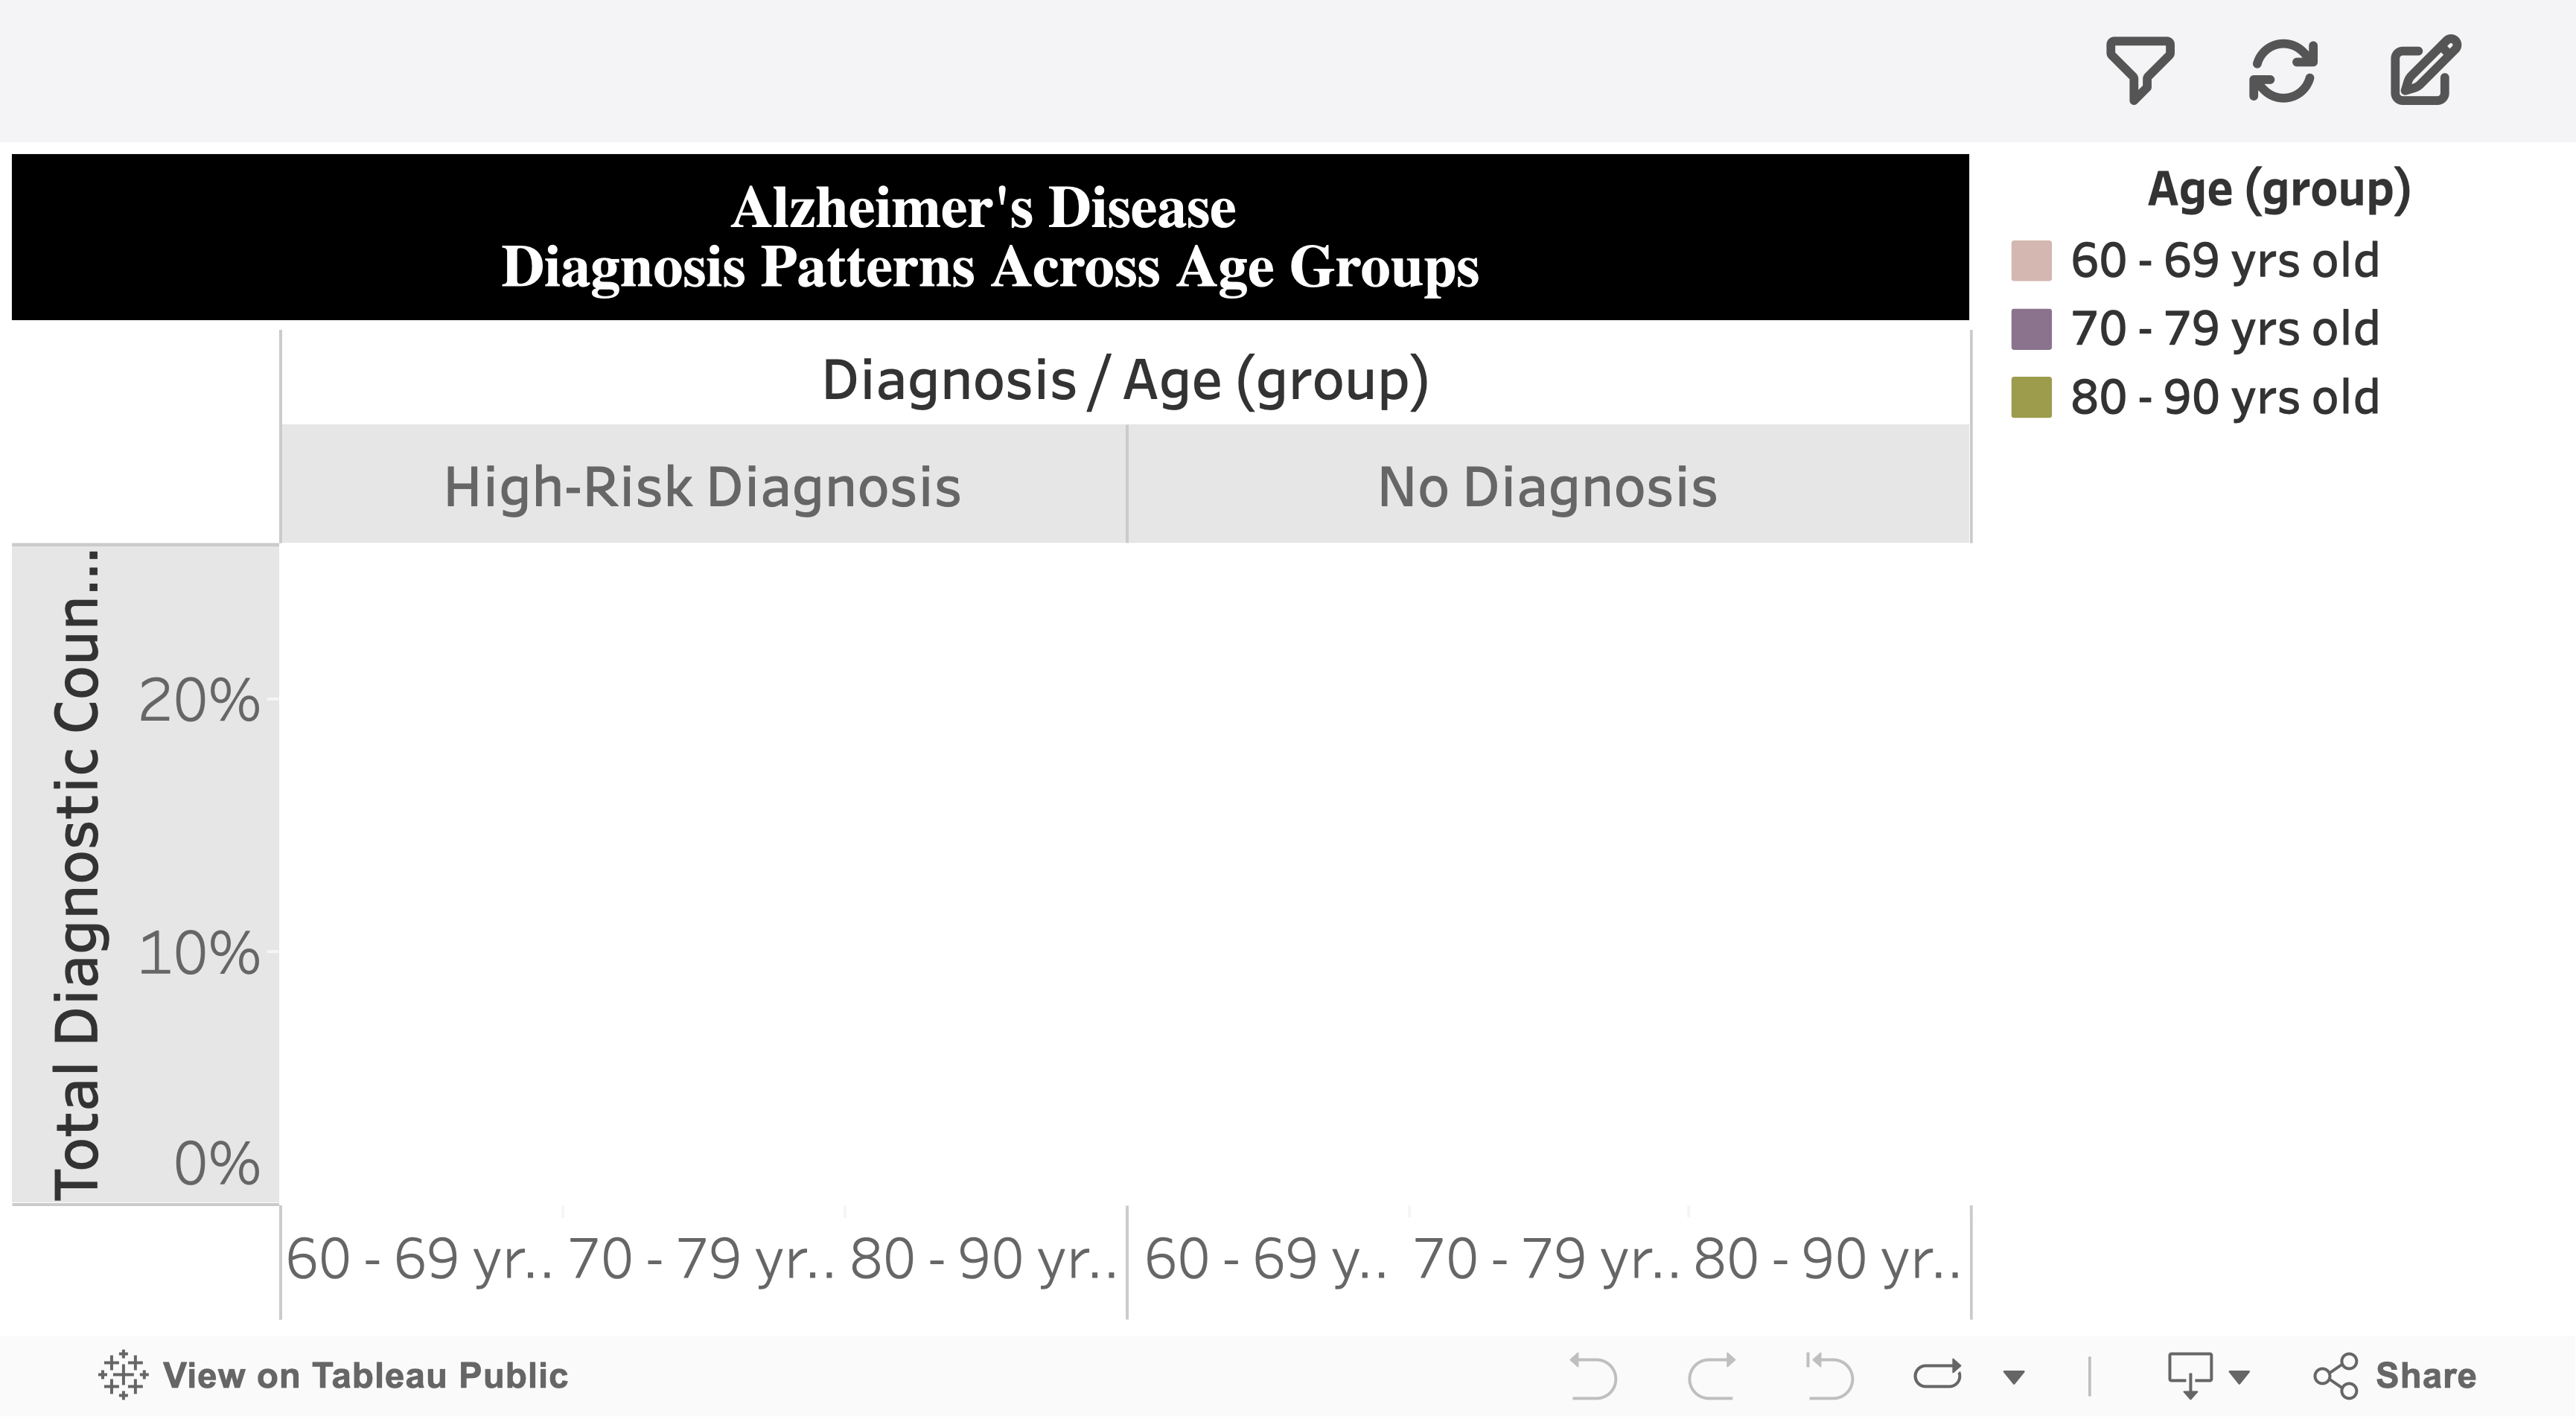 Alzheimer's Disease
Diagnosis Patterns Across Age Groups
Age (group)
60 - 69 yrs old
70 - 79 yrs old
80 - 90 yrs old
Diagnosis / Age (group)
High-Risk Diagnosis
No Diagnosis
Total Diagnostic Coun...
20%
10%
0%
60 - 69 yr..
70 - 79 yr..
80 - 90 yr..
60 - 69 y..
70 - 79 yr..
80 - 90 yr..
View on Tableau Public
Share